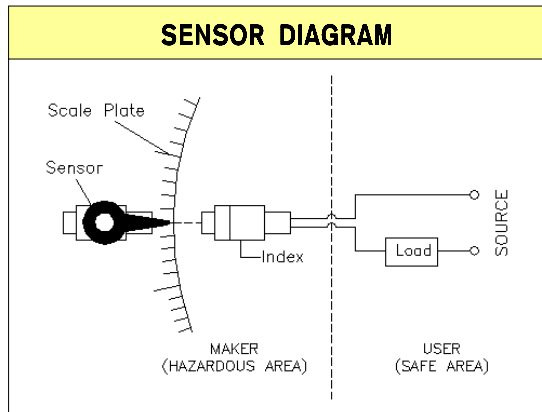 SENSOR DIAGRAM
Scale Plate
Sensor
Index
Load
SOURCE
MAKER
(HAZARDOUS AREA)
USER
(SAFE AREA)